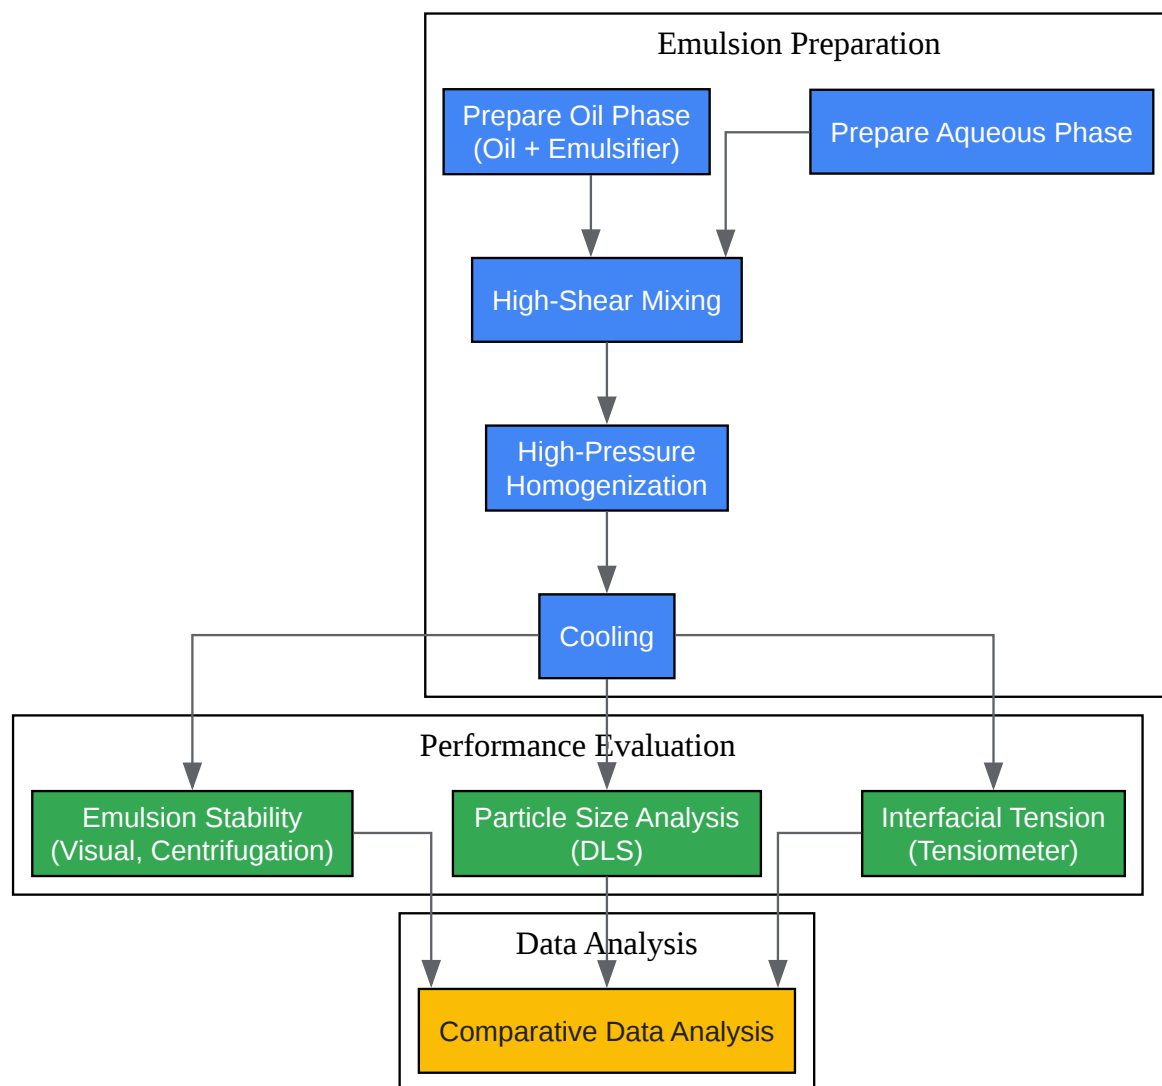 Emulsion Preparation
Prepare Oil Phase
(Oil + Emulsifier)
Prepare Aqueous Phase
High-Shear Mixing
High-Pressure
Homogenization
Cooling
Performance Evaluation
Emulsion Stability
(Visual, Centrifugation)
Particle Size Analysis
(DLS)
Interfacial Tension
(Tensiometer)
Data Analysis
Comparative Data Analysis